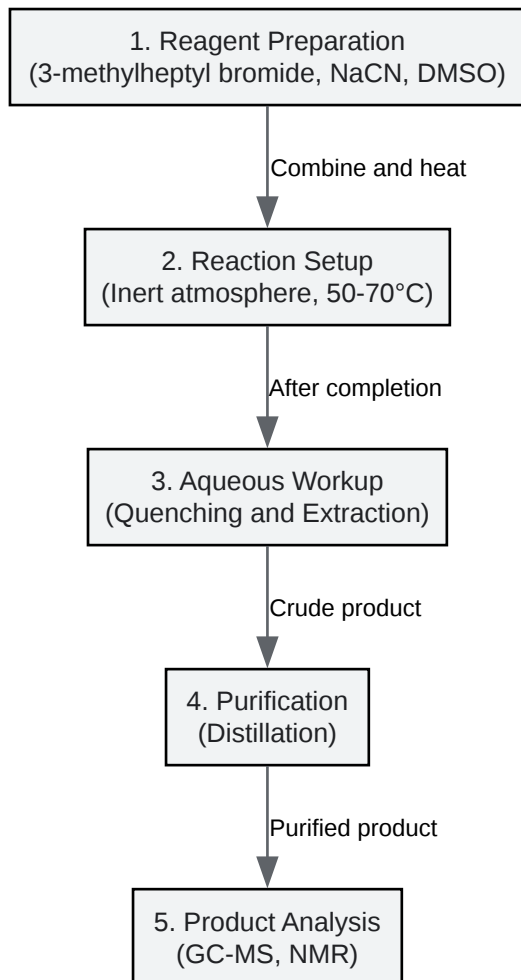 1. Reagent Preparation
(3-methylheptyl bromide, NaCN, DMSO)
Combine and heat
2. Reaction Setup
(Inert atmosphere, 50-70°C)
After completion
3. Aqueous Workup
(Quenching and Extraction)
Crude product
4. Purification
(Distillation)
Purified product
5. Product Analysis
(GC-MS, NMR)